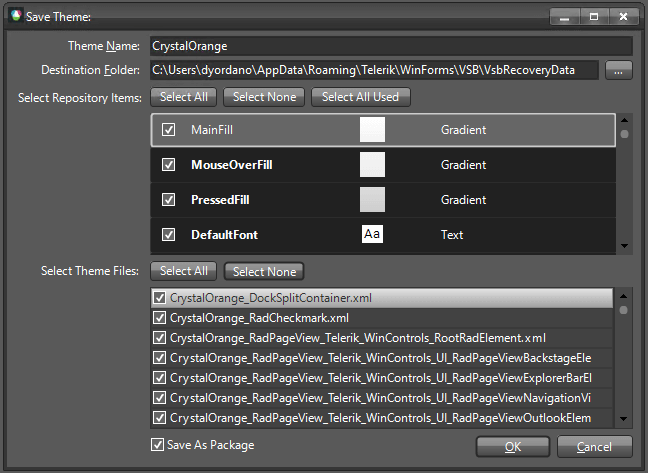 Save Theme:
Theme Name: CrystalOrange
Destination Folder: C:\Users\dyordano\AppData\Roaming\Telerik\WinForms\VSB\VsbRecoveryData ...
Select Repository Items: Select All Select None Select All Used
MainFill Gradient
MouseOverFill Gradient
PressedFill Gradient
DefaultFont Aa Text
Select Theme Files: Select All Select None
CrystalOrange_DockSplitContainer.xml
CrystalOrange_RadCheckmark.xml
CrystalOrange_RadPageView_Telerik_WinControls_RootRadElement.xml
CrystalOrange_RadPageView_Telerik_WinControls_UI_RadPageViewBackstageEle
CrystalOrange_RadPageView_Telerik_WinControls_UI_RadPageViewExplorerBarEl
CrystalOrange_RadPageView_Telerik_WinControls_UI_RadPageViewNavigationVi
CrystalOrange_RadPageView_Telerik_WinControls_UI_RadPageViewOutlookElem
Save As Package OK Cancel